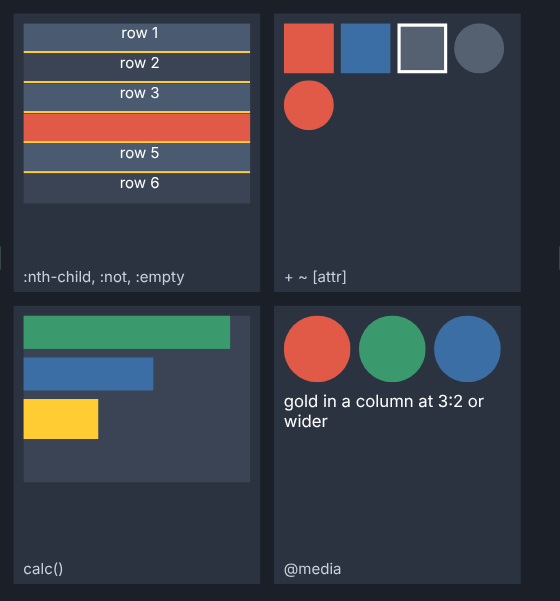 row 1
row 2
row 3
row 5
row 6
:nth-child, :not, :empty
+ ~ [attr]
gold in a column at 3:2 or
wider
calc()
@media